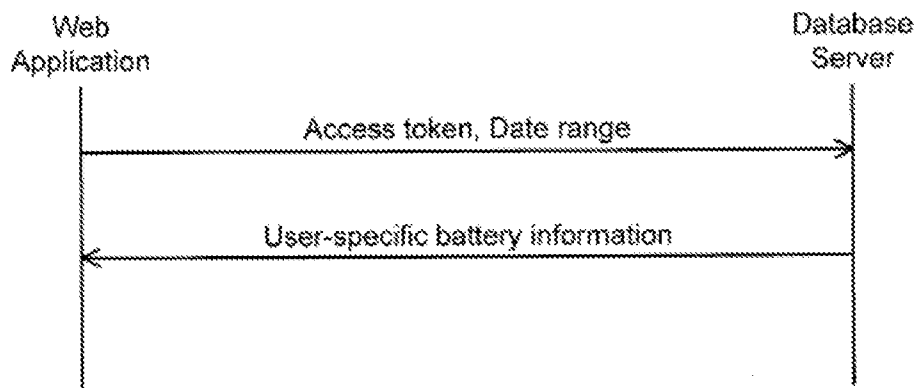 Web
Application
Database
Server
Access token, Date range
User-specific battery information